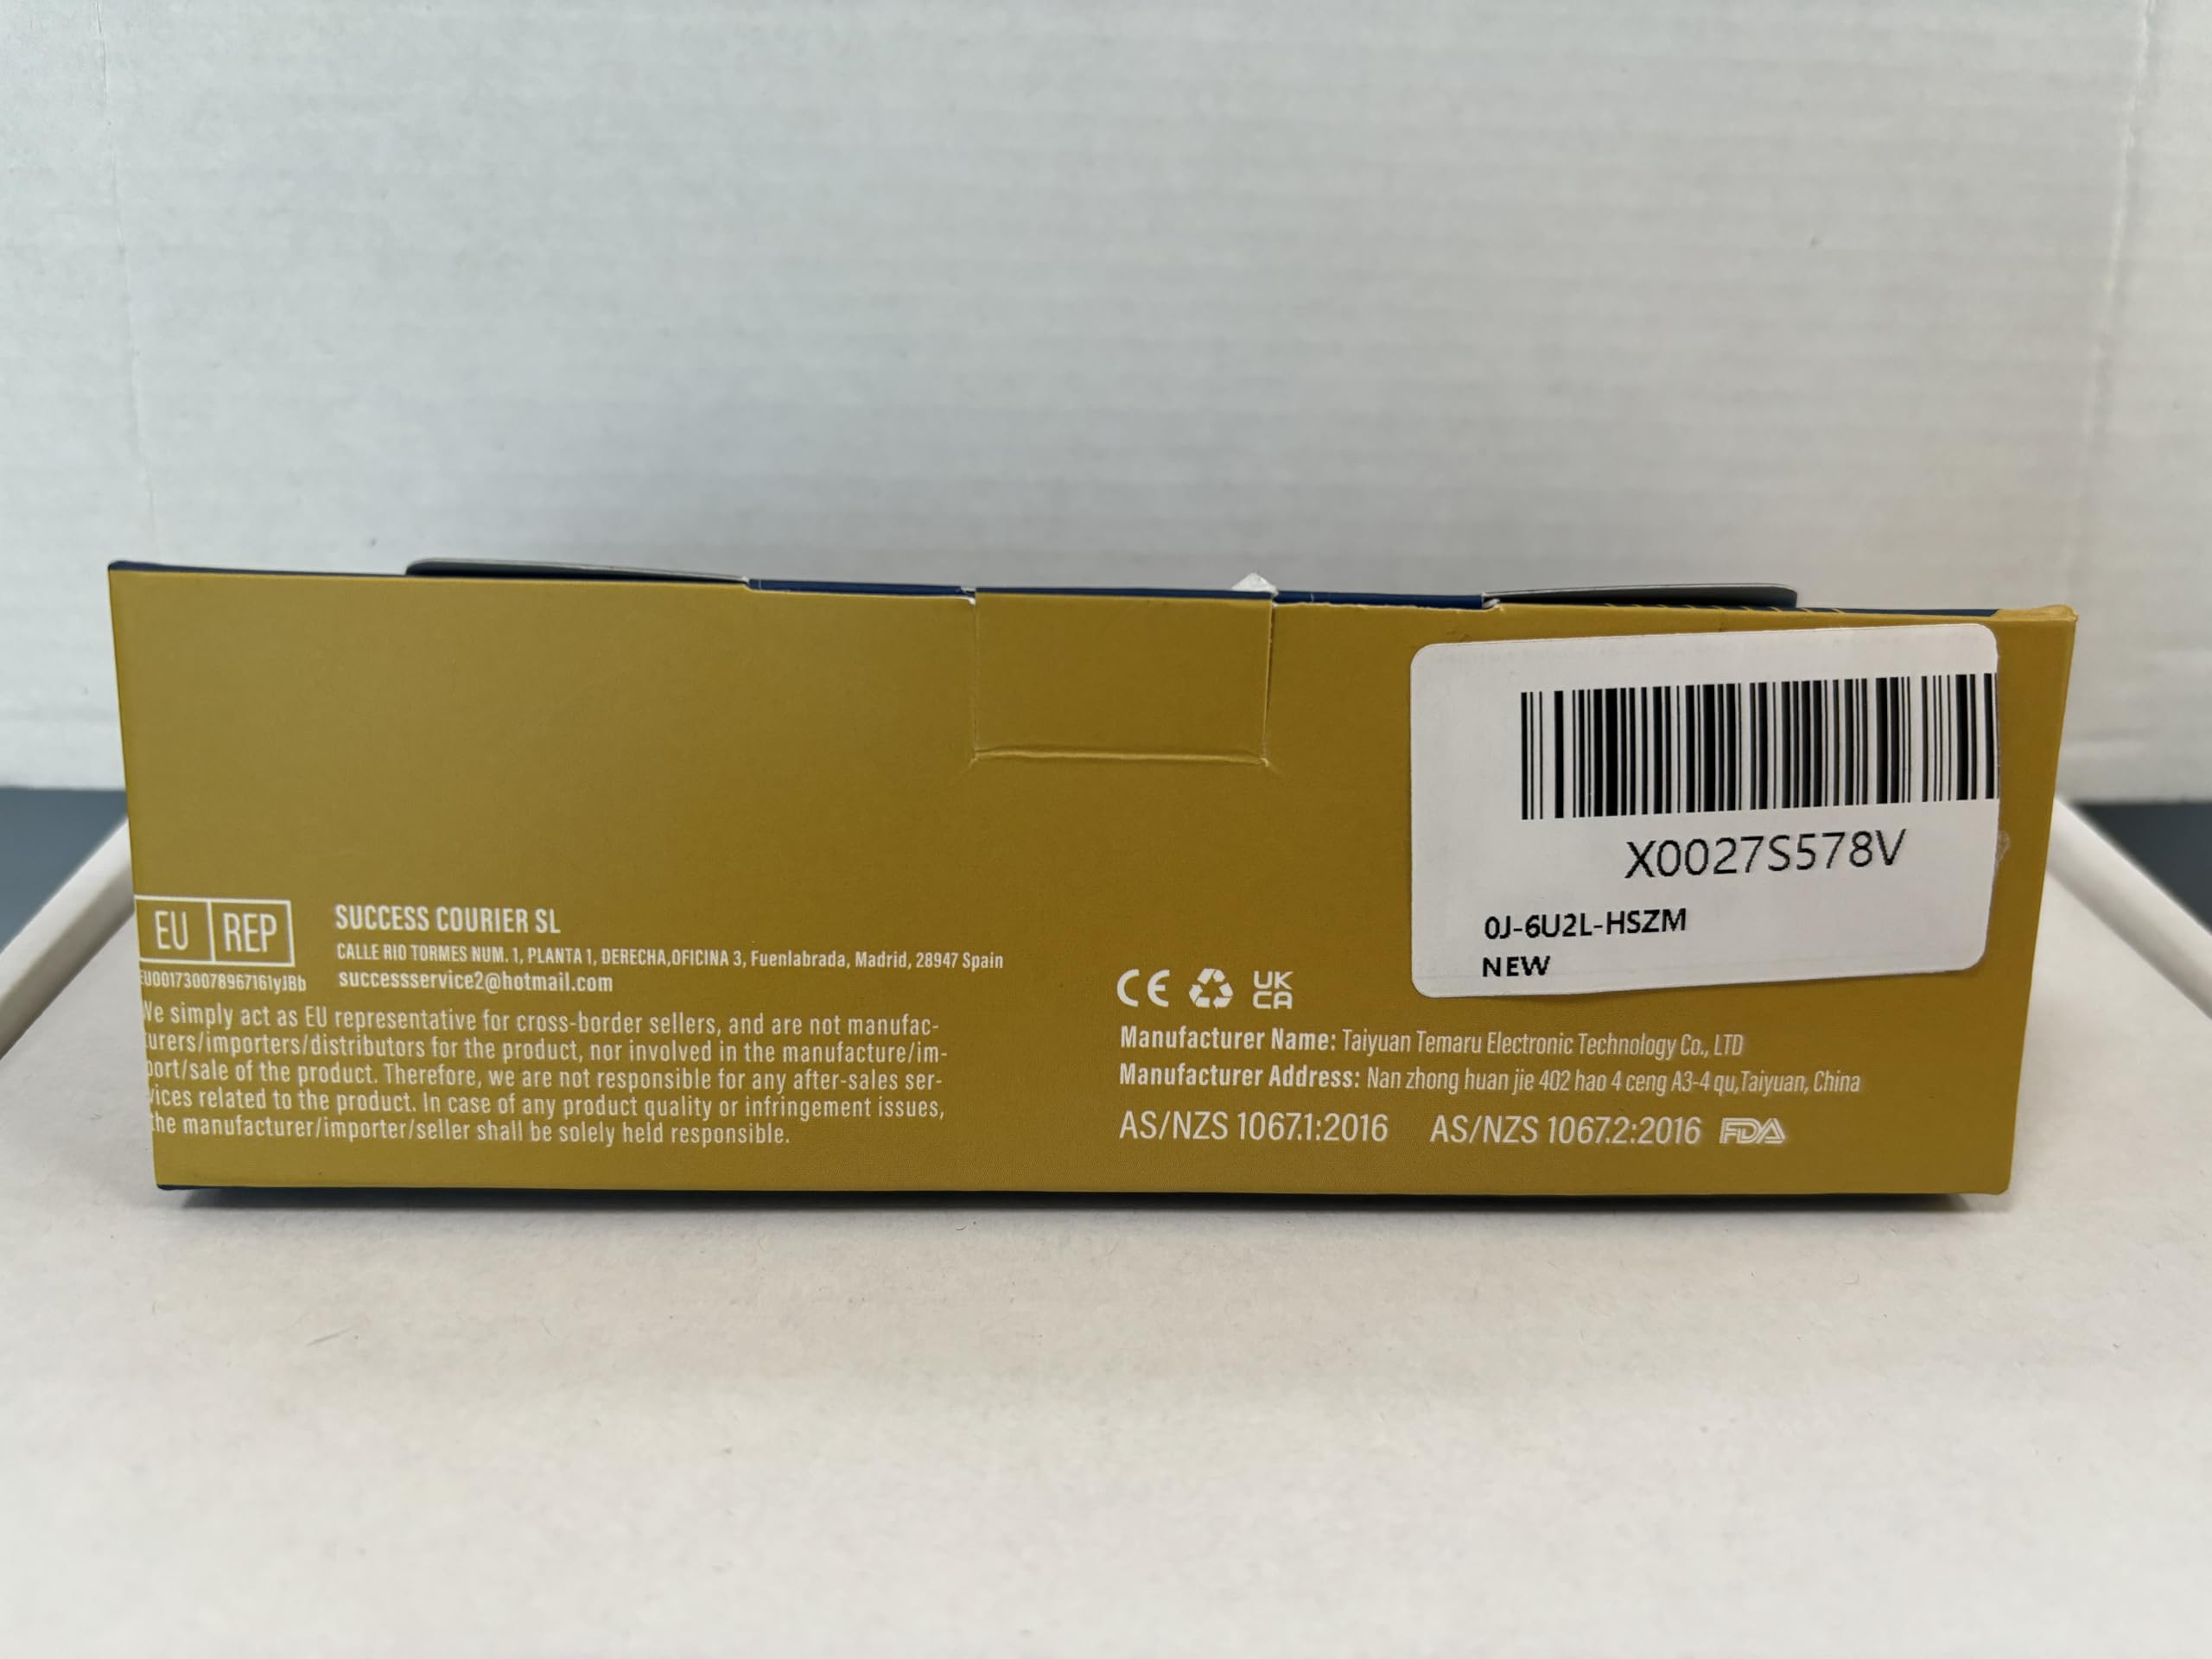 EU REP
EU001730078967161yJBb
SUCCESS COURIER SL
CALLE RIO TORMES NUM. 1, PLANTA 1, DERECHA,OFICINA 3, Fuenlabrada, Madrid, 28947 Spain
successservice2@hotmail.com
We simply act as EU representative for cross-border sellers, and are not manufac-
turers/importers/distributors for the product, nor involved in the manufacture/im-
port/sale of the product. Therefore, we are not responsible for any after-sales ser-
vices related to the product. In case of any product quality or infringement issues,
the manufacturer/importer/seller shall be solely held responsible.
X0027S578V
0J-6U2L-HSZM
NEW
CE UK CA
Manufacturer Name: Taiyuan Temaru Electronic Technology Co., LTD
Manufacturer Address: Nan zhong huan jie 402 hao 4 ceng A3-4 qu,Taiyuan, China
AS/NZS 1067.1:2016 AS/NZS 1067.2:2016 FDA